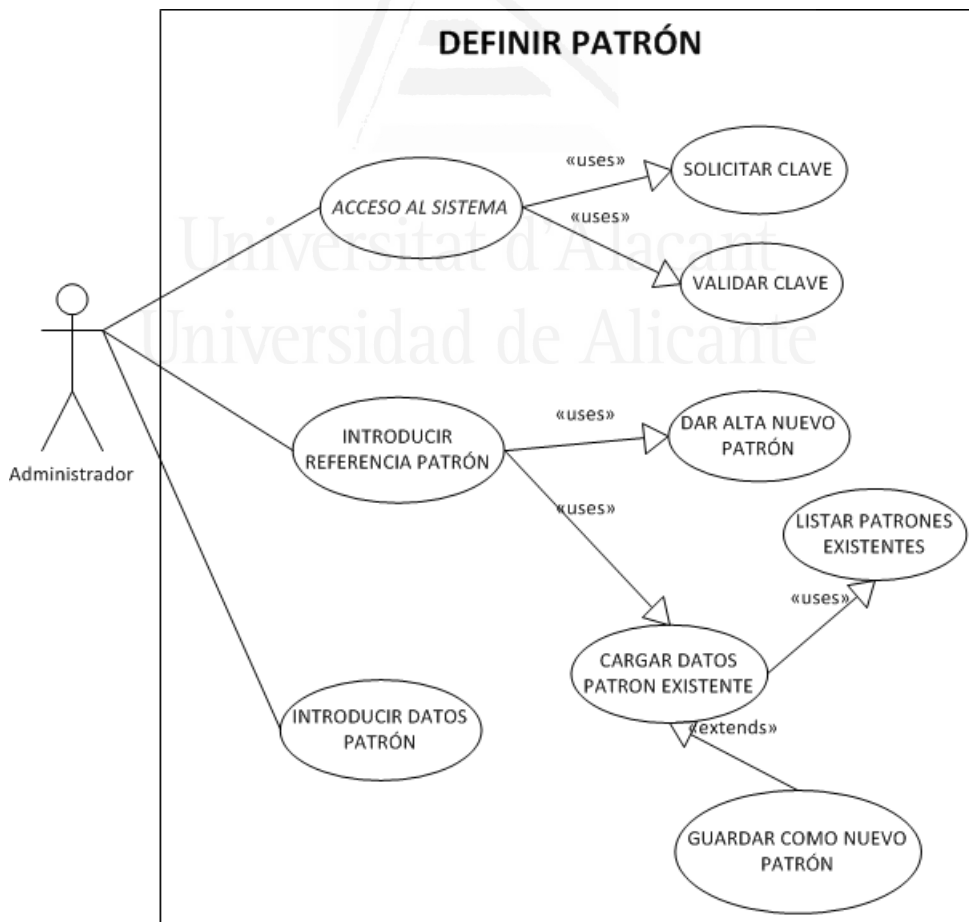 DEFINIR PATRÓN
«uses»
SOLICITAR CLAVE
ACCESO AL SISTEMA
«uses»
Universitat d'Alacant
VALIDAR CLAVE
Universidad de Alicante
Administrador
INTRODUCIR
REFERENCIA PATRÓN
«uses»
DAR ALTA NUEVO
PATRÓN
«uses»
LISTAR PATRONES
EXISTENTES
«uses»
CARGAR DATOS
PATRON EXISTENTE
INTRODUCIR DATOS
PATRÓN
«extends»
GUARDAR COMO NUEVO
PATRÓN